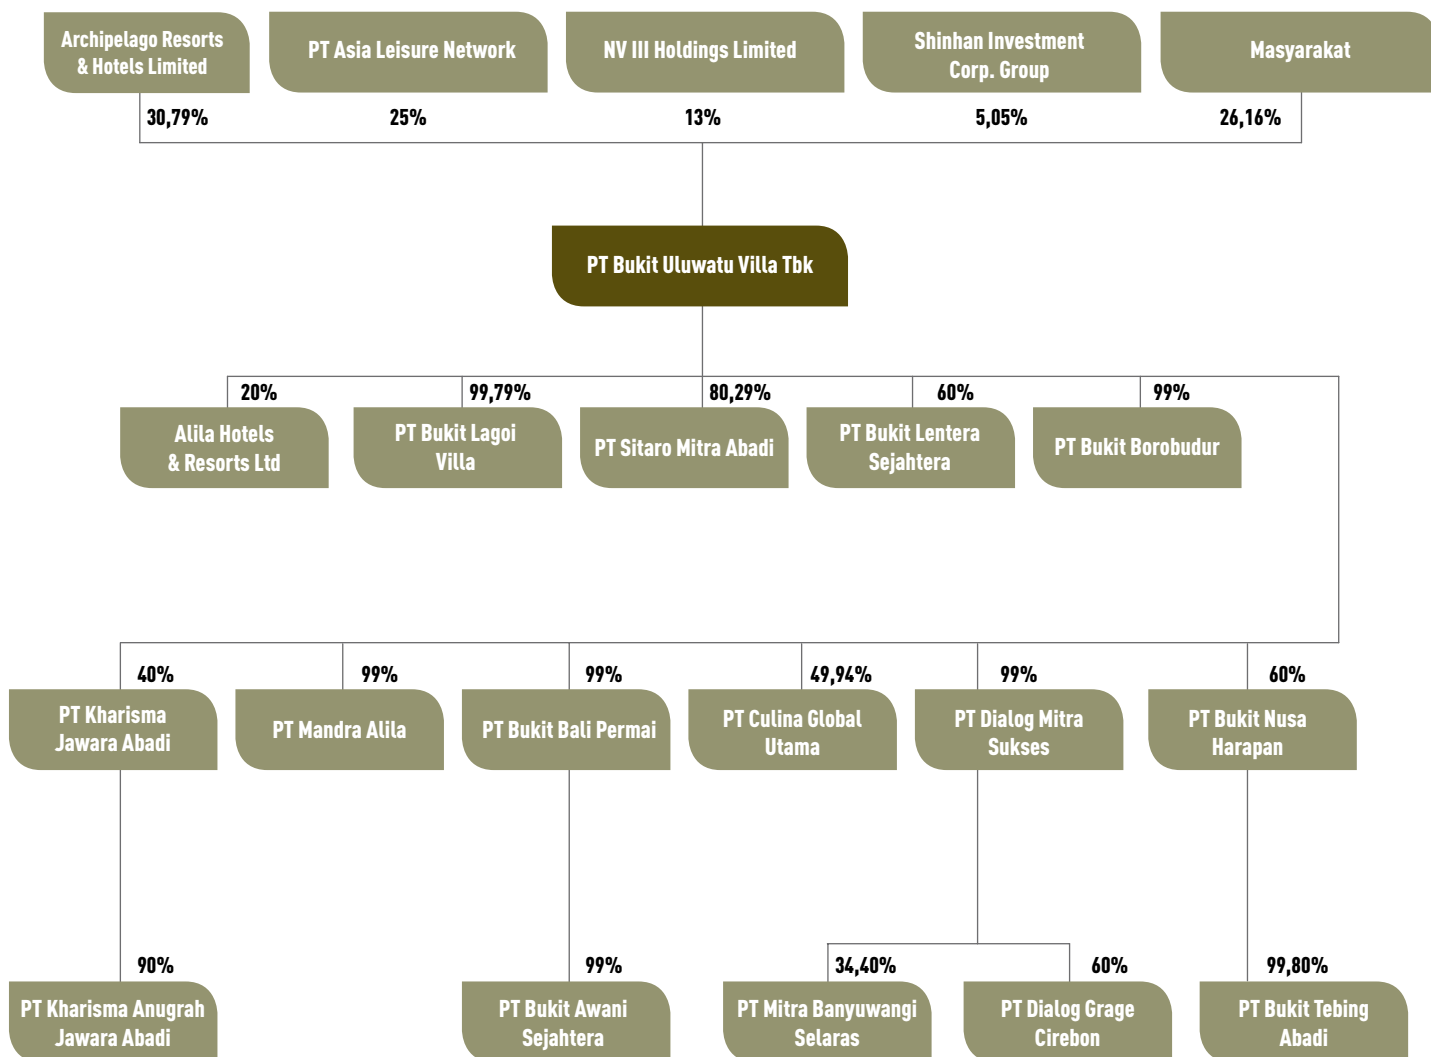 Archipelago Resorts
& Hotels Limited
PT Asia Leisure Network
NV III Holdings Limited
Shinhan Investment
Corp. Group
Masyarakat
30,79%
25%
13%
5,05%
26,16%
PT Bukit Uluwatu Villa Tbk
20%
99,79%
80,29%
60%
99%
Alila Hotels
& Resorts Ltd
PT Bukit Lagoi
Villa
PT Sitaro Mitra Abadi
PT Bukit Lentera
Sejahtera
PT Bukit Borobudur
40%
99%
99%
49,94%
99%
60%
PT Kharisma
Jawara Abadi
PT Mandra Alila
PT Bukit Bali Permai
PT Culina Global
Utama
PT Dialog Mitra
Sukses
PT Bukit Nusa
Harapan
90%
99%
34,40%
60%
99,80%
PT Kharisma Anugrah
Jawara Abadi
PT Bukit Awani
Sejahtera
PT Mitra Banyuwangi
Selaras
PT Dialog Grage
Cirebon
PT Bukit Tebing
Abadi